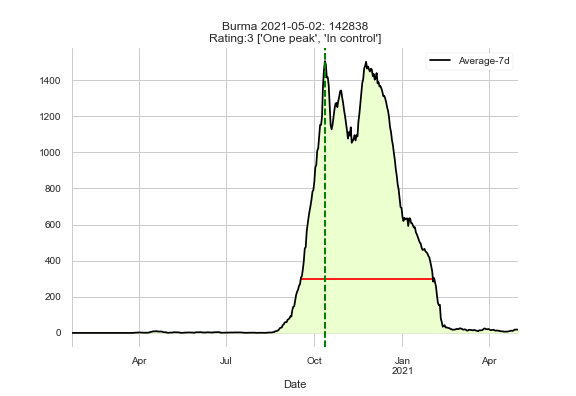 Burma 2021-05-02: 142838
Rating:3 ['One peak', 'In control']
Average-7d
1400
1200
1000
800
600
400
200
0
Apr
Jul
Oct
Jan
2021
Apr
Date